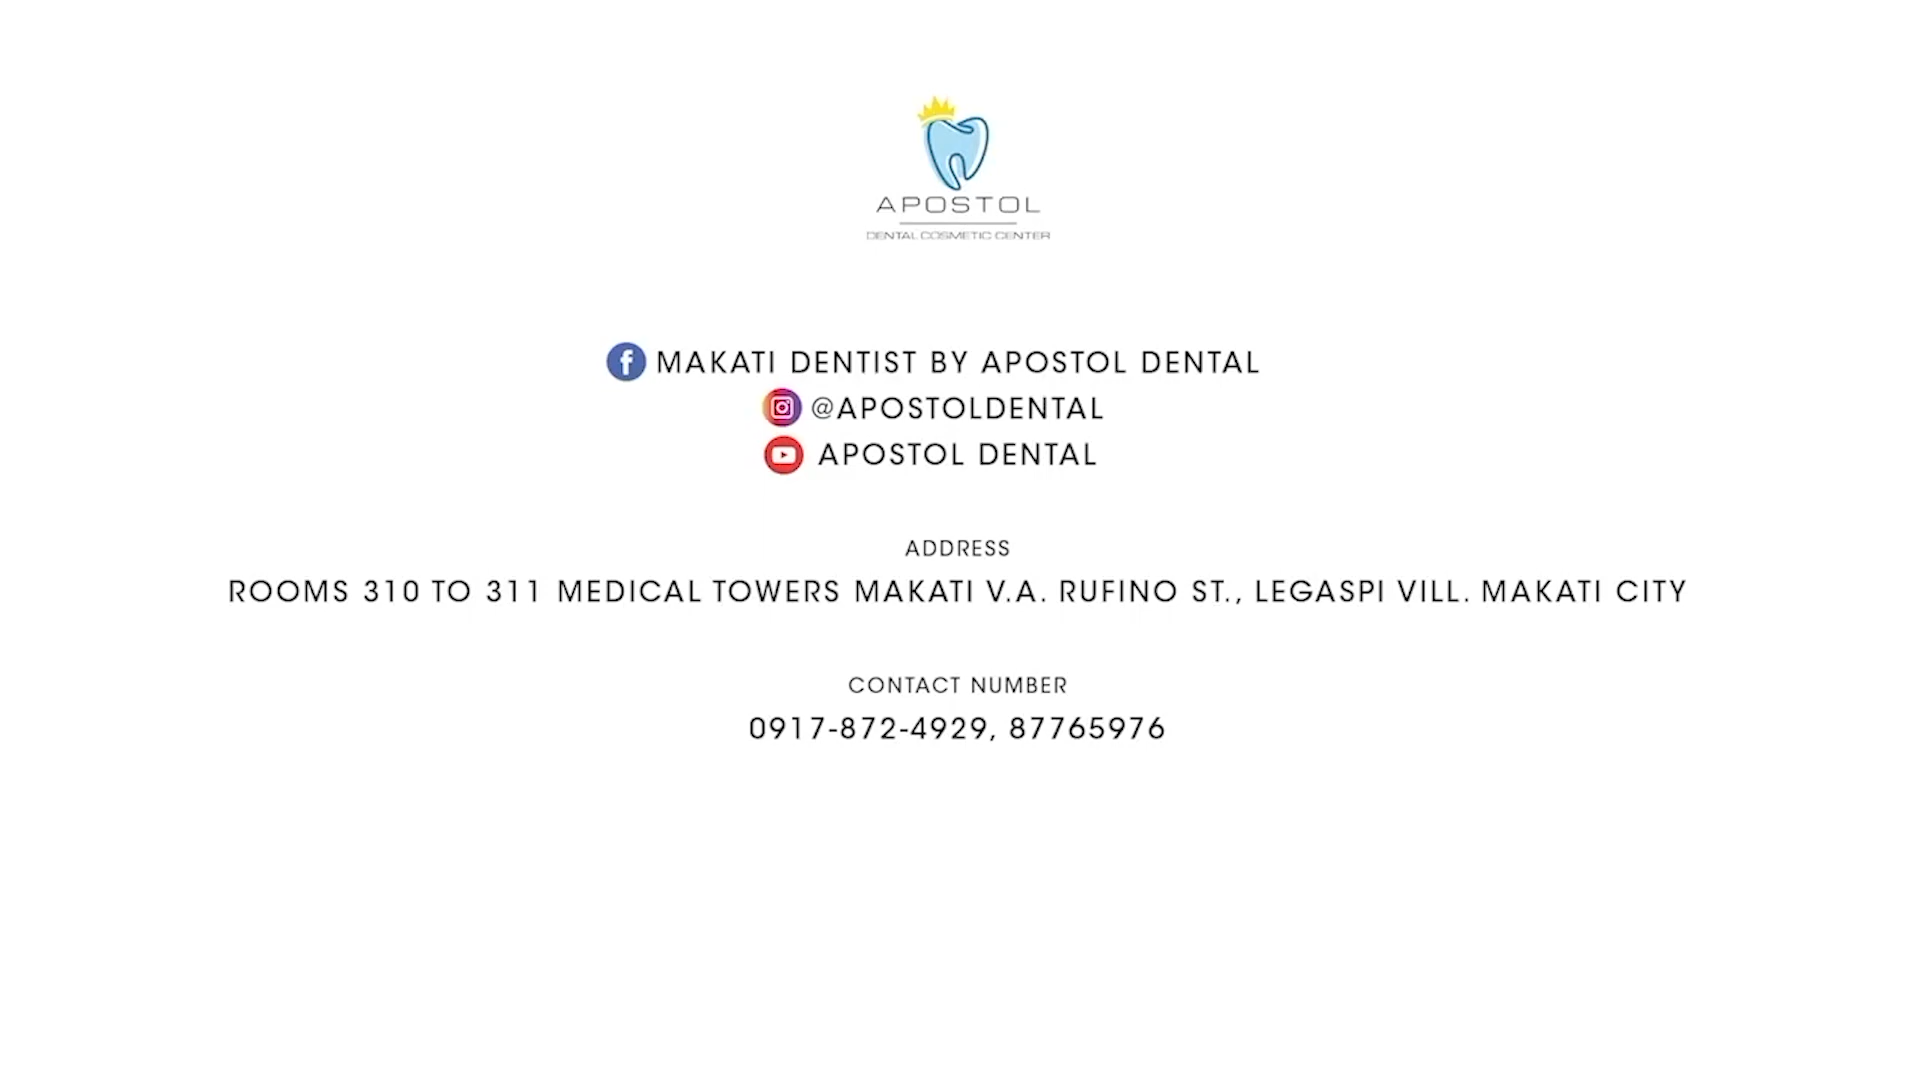 APOSTOL
DENTAL COSMETIC CENTER
MAKATI DENTIST BY APOSTOL DENTAL
@APOSTOLDENTAL
APOSTOL DENTAL
ADDRESS
ROOMS 310 TO 311 MEDICAL TOWERS MAKATI V.A. RUFINO ST., LEGASPI VILL. MAKATI CITY
CONTACT NUMBER
0917-872-4929, 87765976